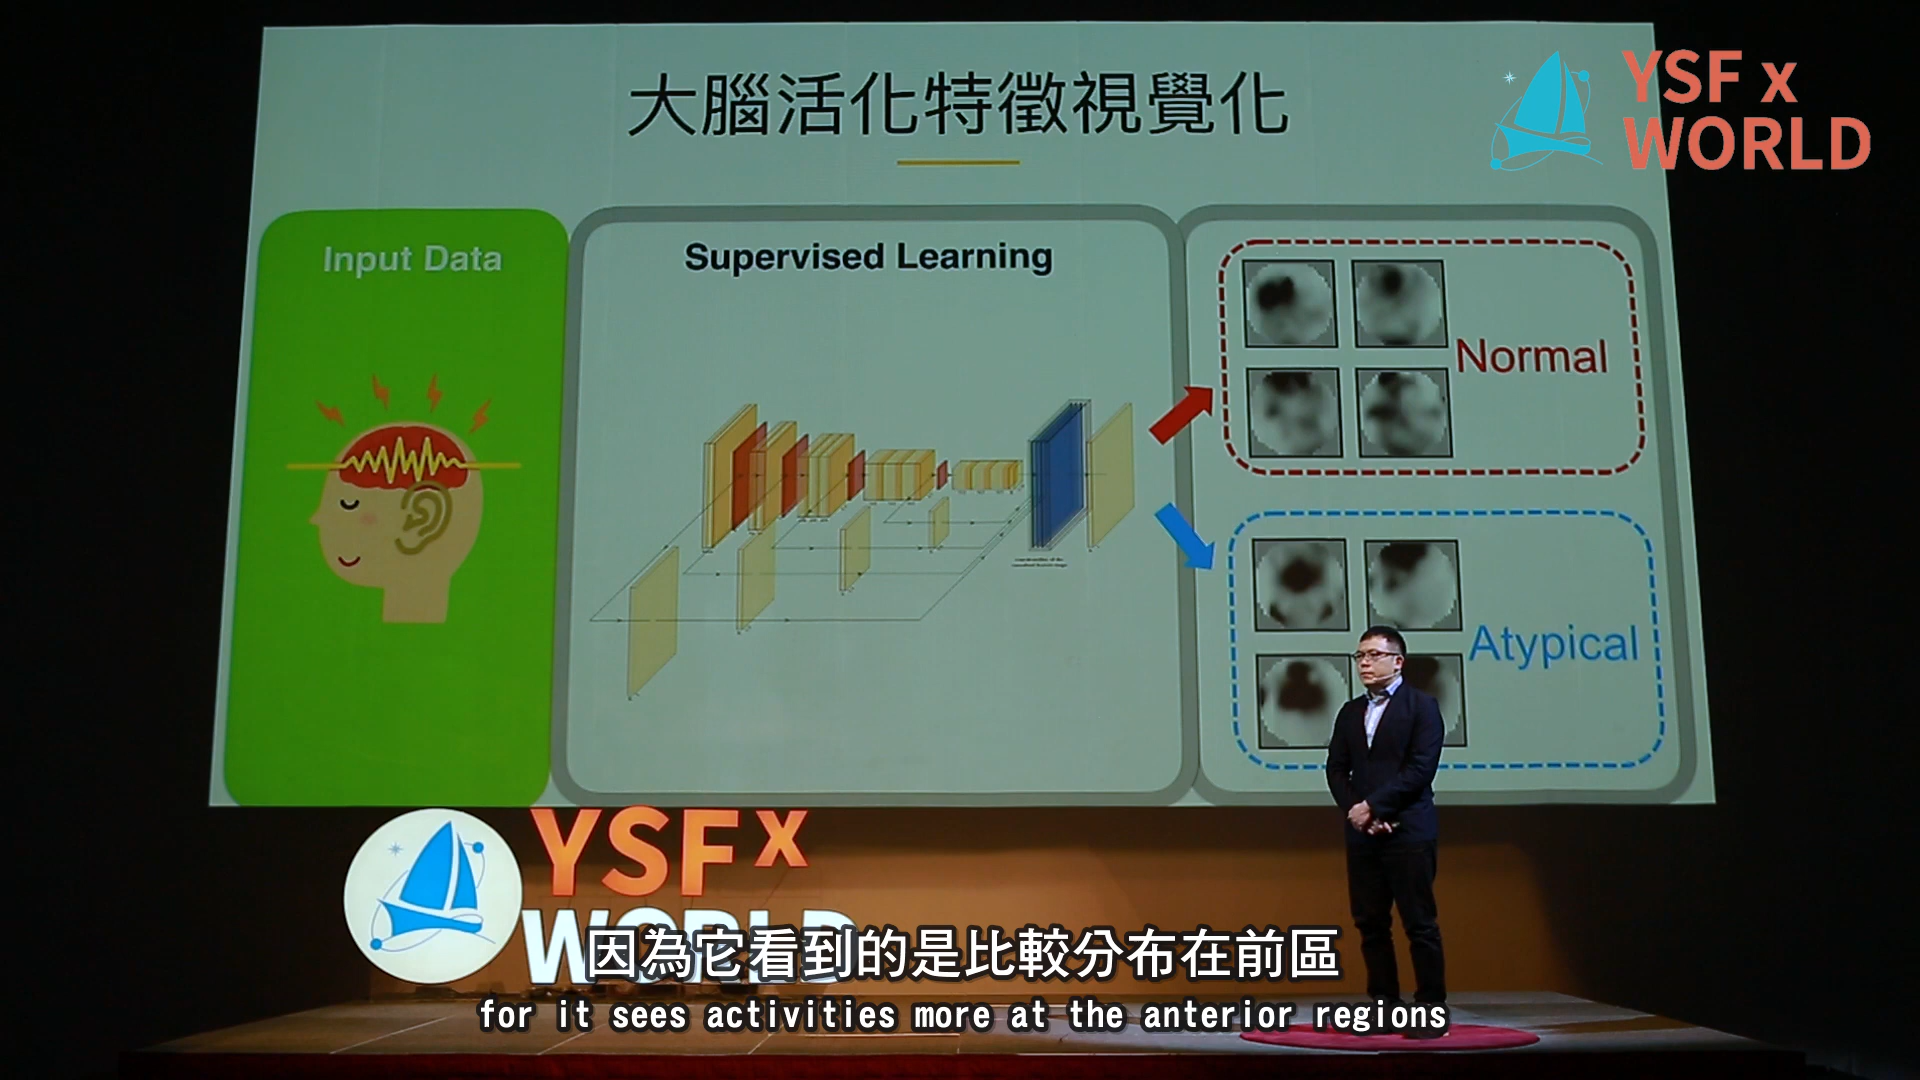 大腦活化特徵視覺化
YSF x
WORLD
Input Data
Supervised Learning
Normal
Atypical
YSF x
WORLD
因為它看到的是比較分布在前區
for it sees activities more at the anterior regions